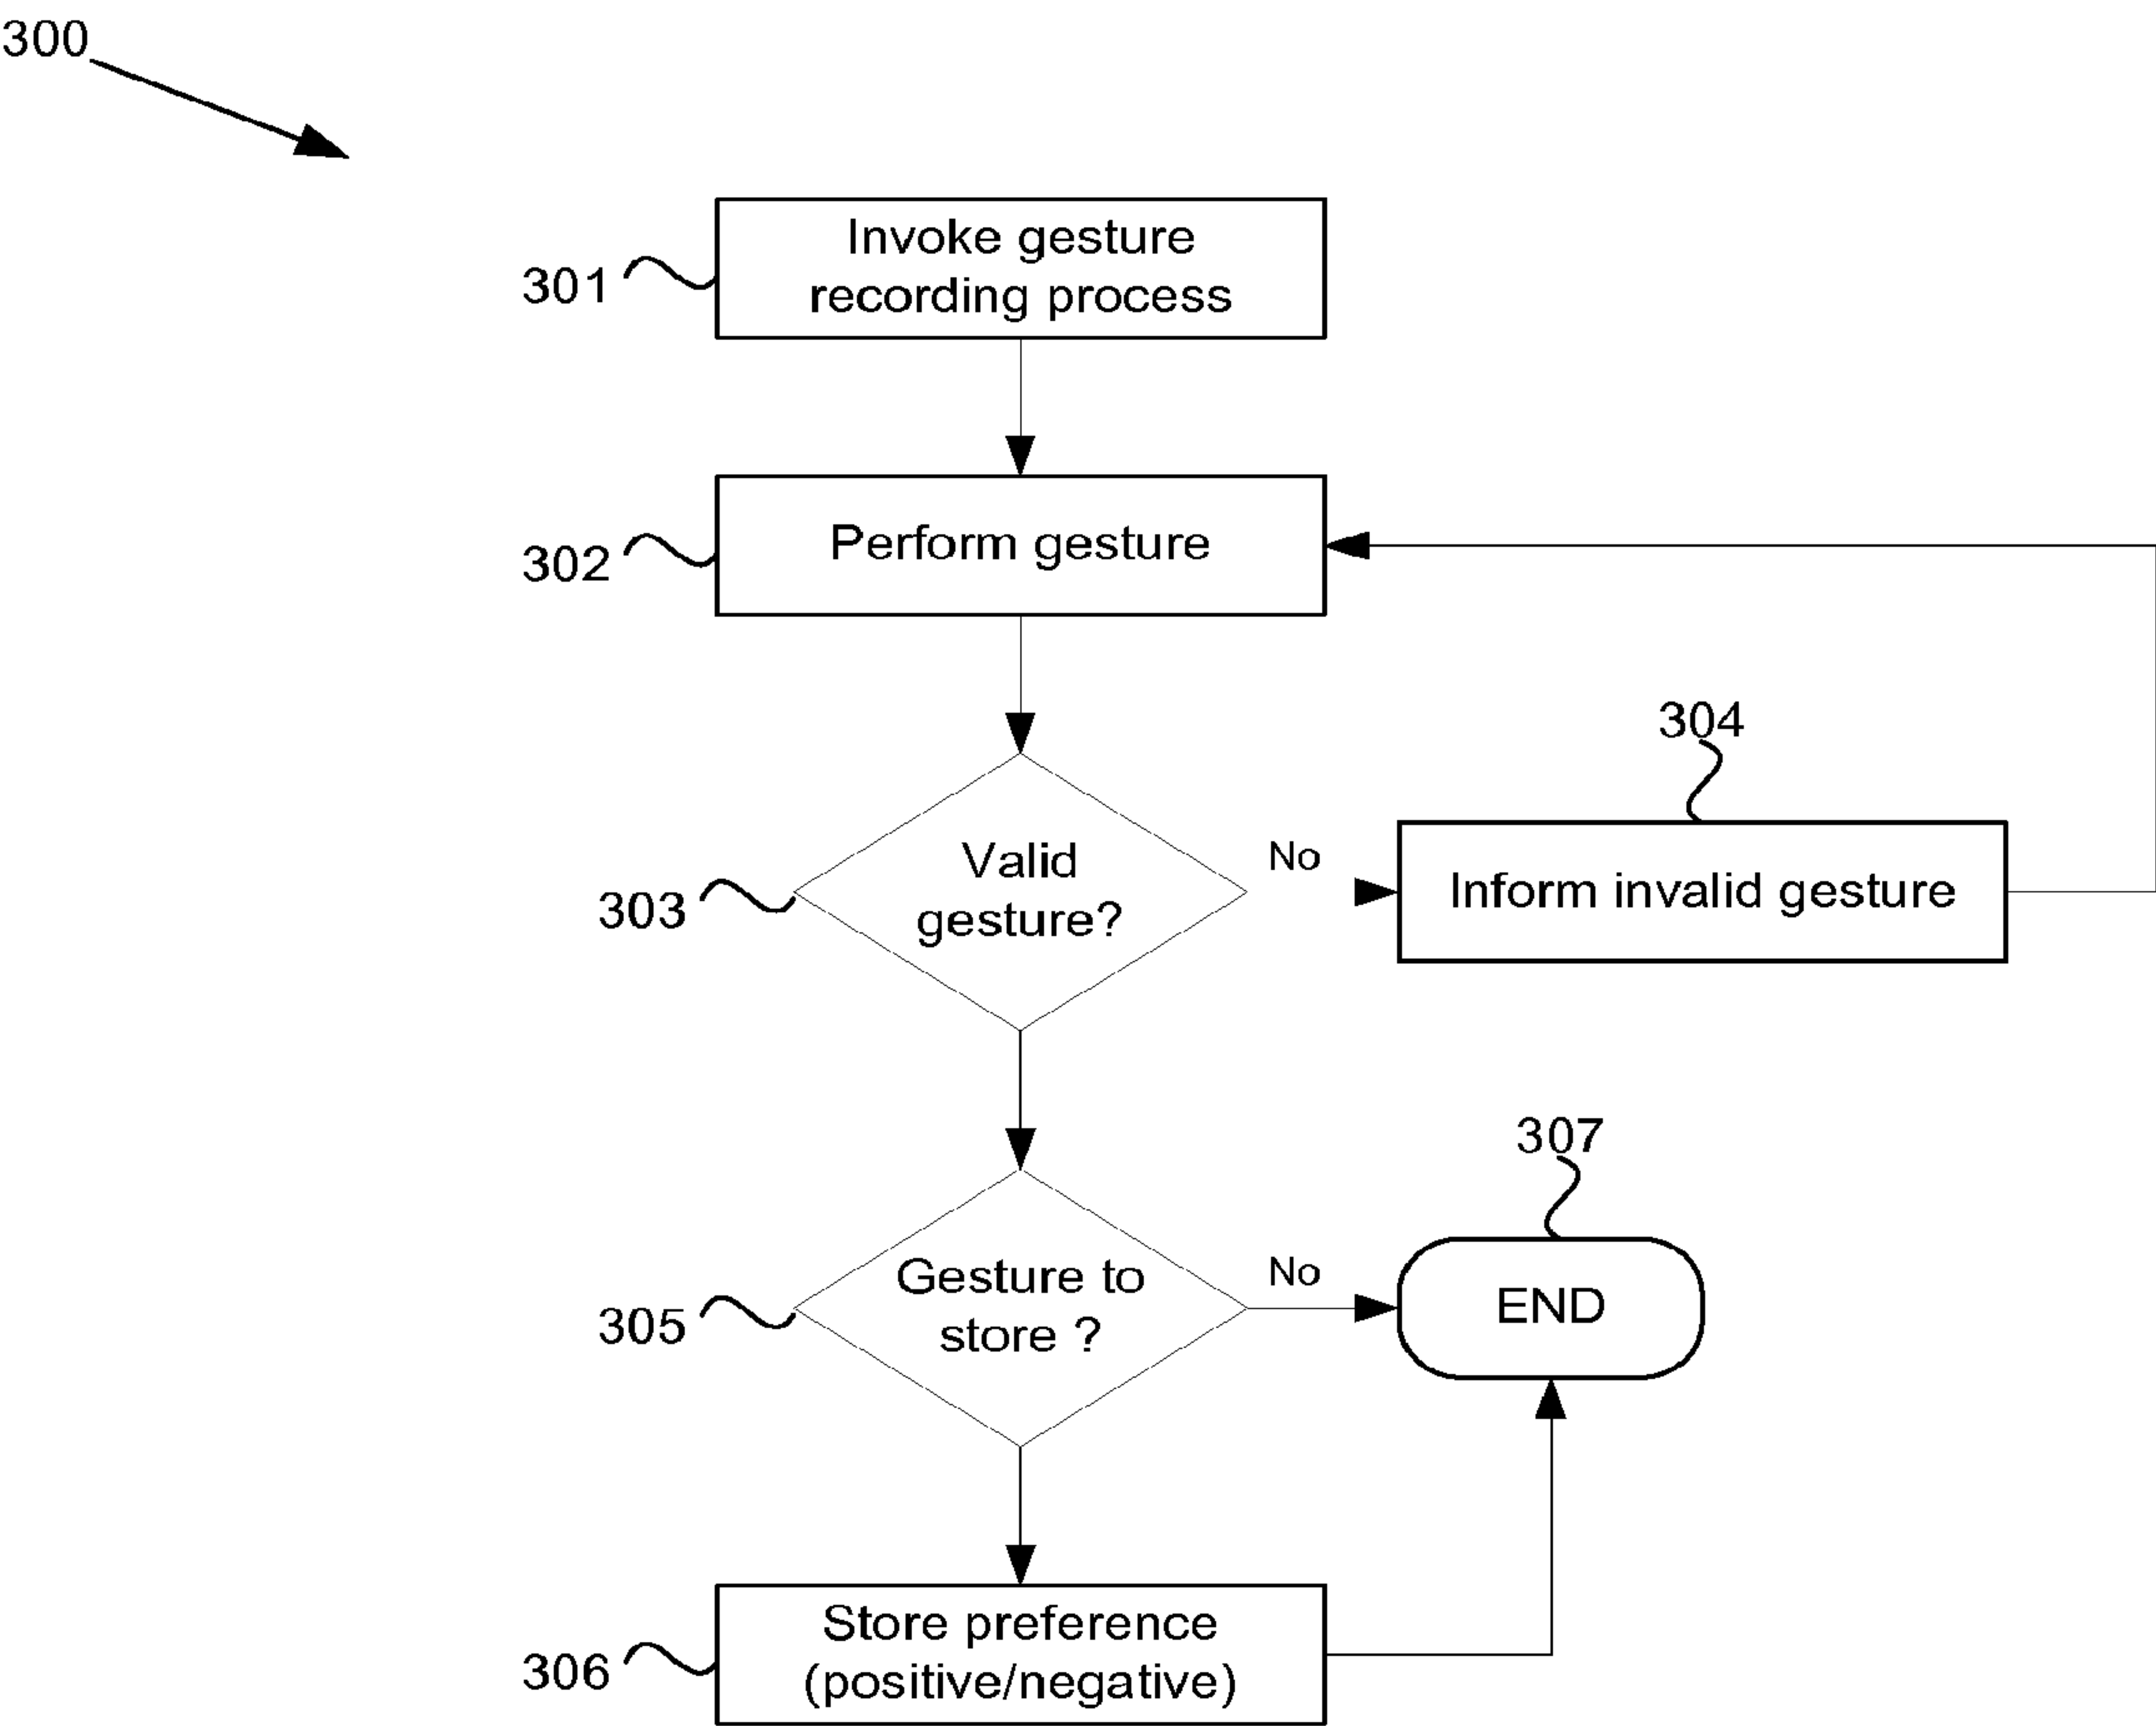 300
301
Invoke gesture
recording process
302
Perform gesture
303
Valid
gesture?
No
304
Inform invalid gesture
305
Gesture to
store ?
No
307
END
306
Store preference
(positive/negative)